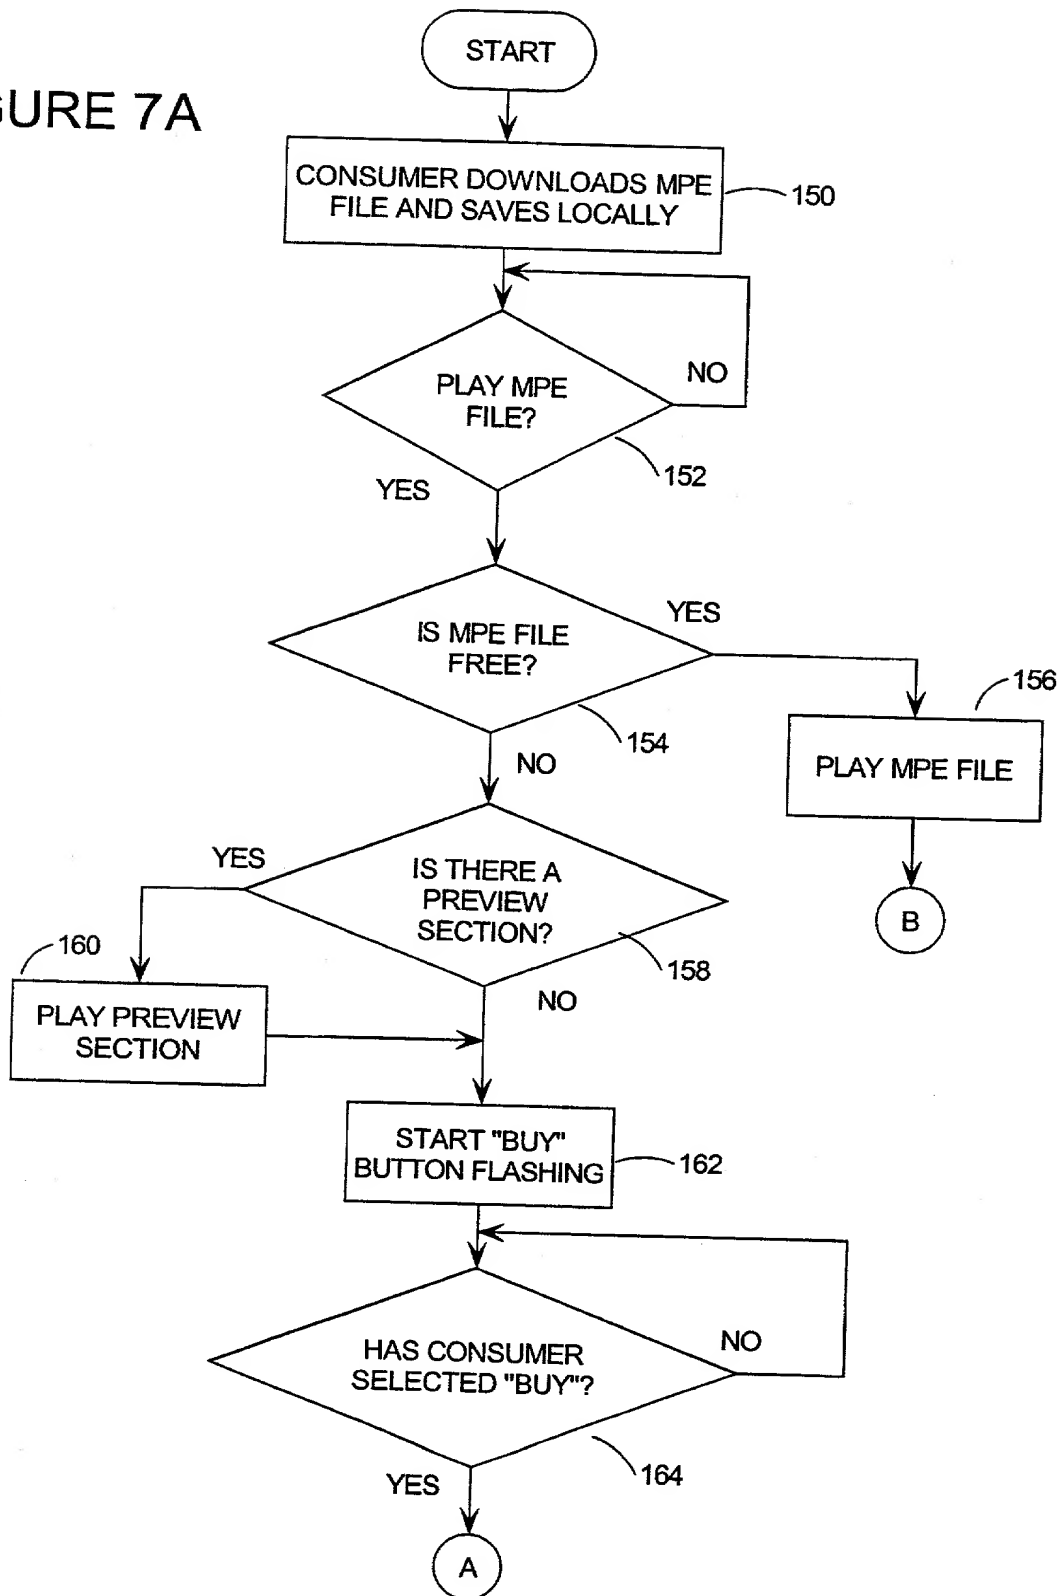 START
GURE 7A
CONSUMER DOWNLOADS MPE
FILE AND SAVES LOCALLY
150
PLAY MPE
FILE?
NO
152
YES
IS MPE FILE
FREE?
YES
154
156
NO
PLAY MPE FILE
B
IS THERE A
PREVIEW
SECTION?
YES
158
160
NO
PLAY PREVIEW
SECTION
START "BUY"
BUTTON FLASHING
162
HAS CONSUMER
SELECTED "BUY"?
NO
164
YES
A